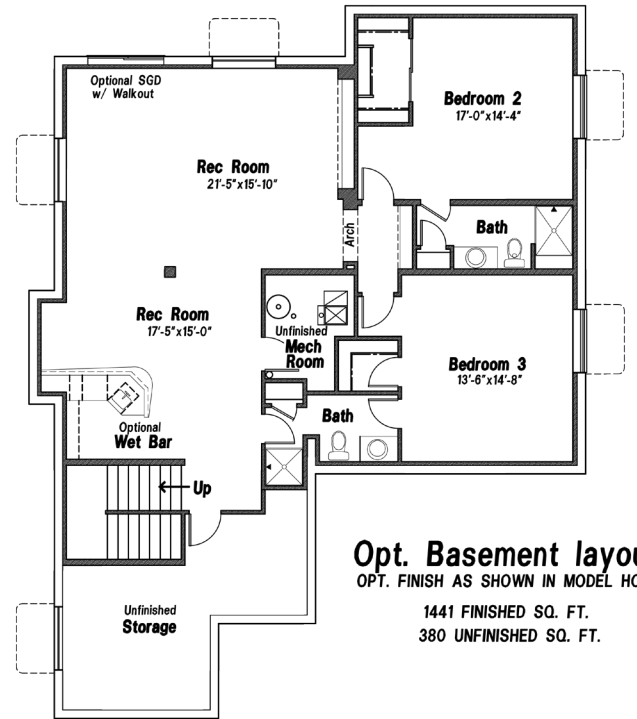 Optional SGD
w/ Walkout
Bedroom 2
17'-0"x14'-4"
Rec Room
21'-5"x15'-10"
Arch
Bath
Rec Room
17'-5"x15'-0"
Unfinished
Mech
Room
Bedroom 3
13'-6"x14'-8"
Bath
Optional
Wet Bar
Up
Unfinished
Storage
Opt. Basement layou
OPT. FINISH AS SHOWN IN MODEL HO
1441 FINISHED SQ. FT.
380 UNFINISHED SQ. FT.